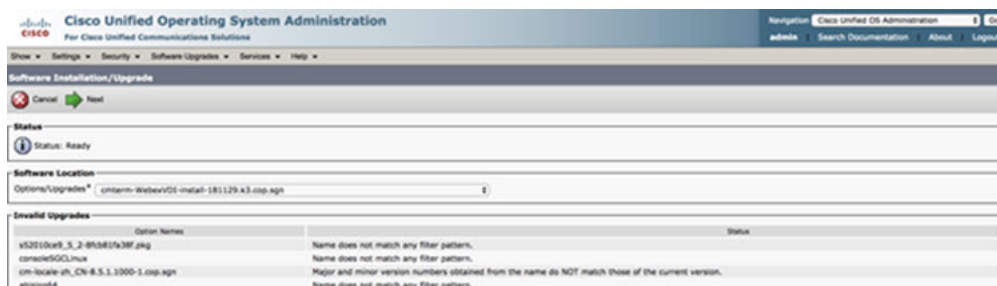 Cisco Unified Operating System Administration
For Cisco Unified Communications Solutions
CISCO
Navigation Cisco Unified OS Administration
admin Search Documentation About Logout
Show Settings Security Software Upgrades Services Help
Software Installation/Upgrade
Cancel Next
Status
Status: Ready
Software Location
Options/Upgrades* cmterm-WebexVDI-install-181129.k3.cop.sgn
Invalid Upgrades
Option Names Status
Name does not match any filter pattern.
consoleSGCLinux Name does not match any filter pattern.
cm-locale-zh_CN-8.5.1.1000-1.cop.sgn Major and minor version numbers obtained from the name do NOT match those of the current version.
Name does not match any filter pattern.